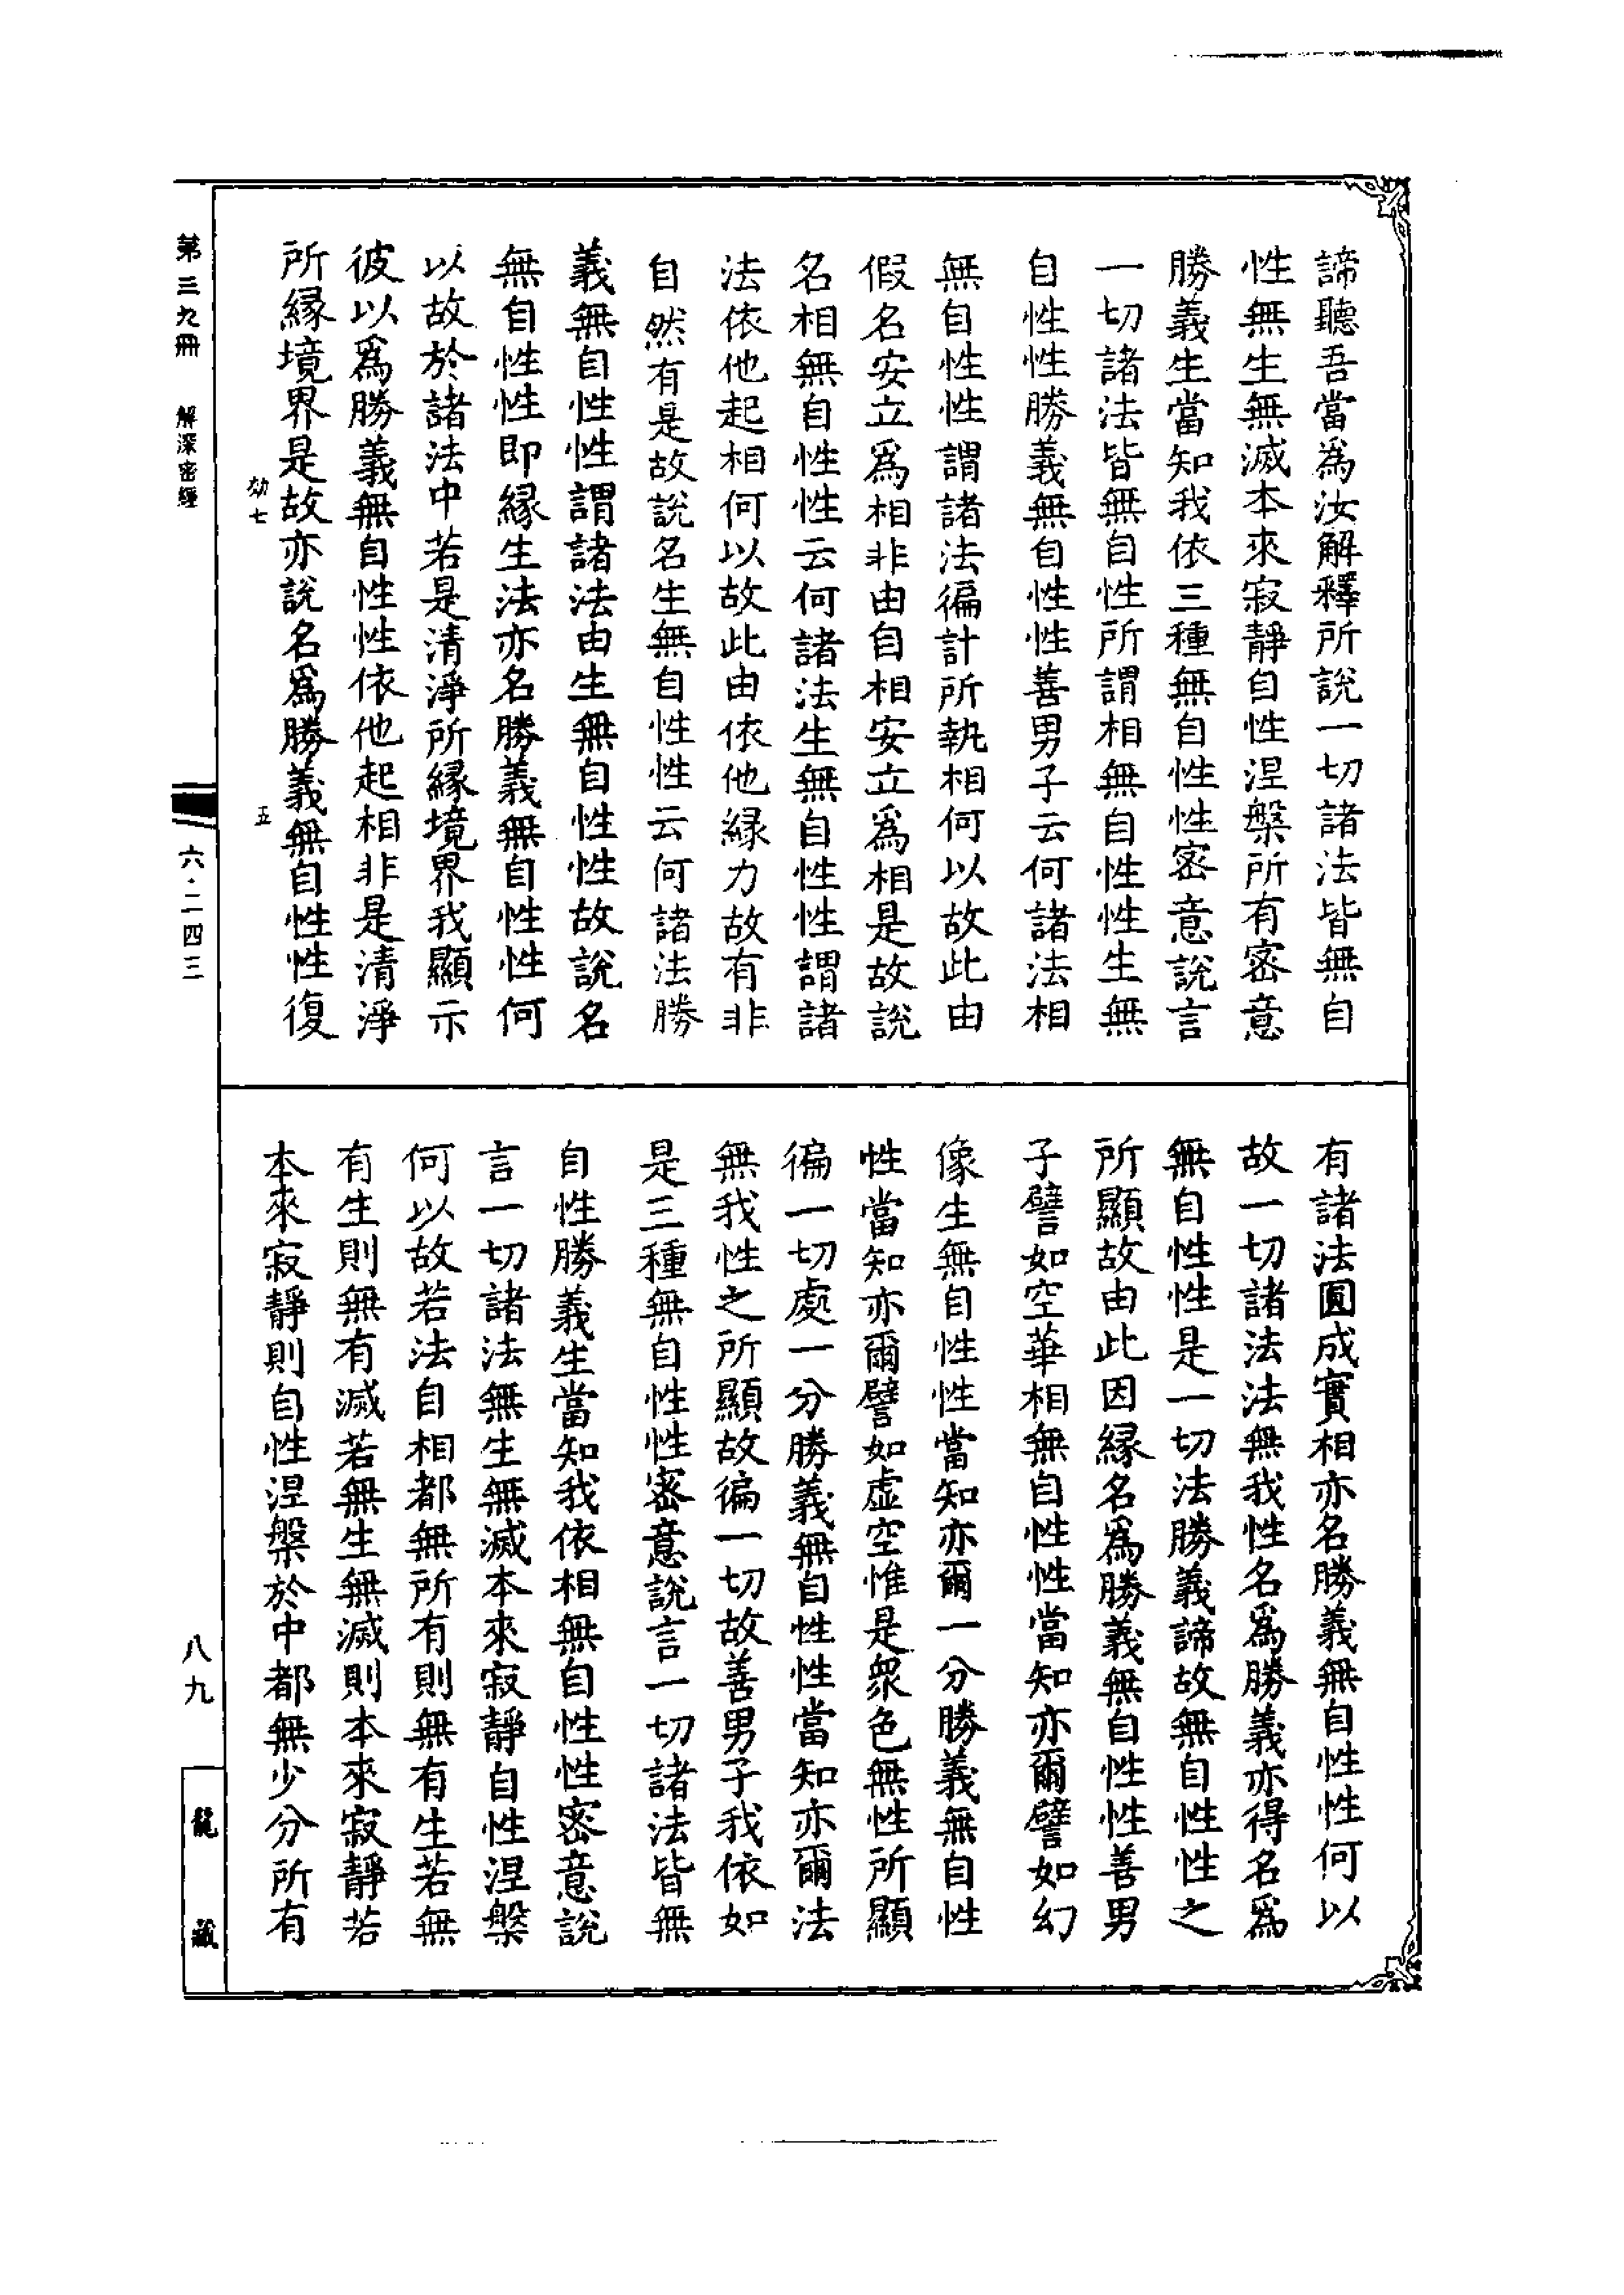 諦聽吾當爲汝解釋所說一切諸法皆無自
性無生無滅本來寂靜自性涅槃所有密意
勝義生當知我依三種無自性性密意說言
一切諸法皆無自性所謂相無自性性生無
自性性勝義無自性性善男子云何諸法相
無自性性謂諸法徧計所執相何以故此由
假名安立爲相非由自相安立爲相是故說
名相無自性性云何諸法生無自性性謂諸
法依他起相何以故此由依他緣力故有非
自然有是故說名生無自性性云何諸法勝
義無自性性謂諸法由生無自性性故說名
無自性性即緣生法亦名勝義無自性性何
以故於諸法中若是清淨所緣境界我顯示
彼以爲勝義無自性性依他起相非是清淨
所緣境界是故亦說名爲勝義無自性性復
有諸法圓成實相亦名勝義無自性性何以
故一切諸法法無我性名爲勝義亦得名爲
無自性性是一切法勝義諦故無自性性之
所顯故由此因緣名爲勝義無自性性善男
子譬如空華相無自性性當知亦爾譬如幻
像生無自性性當知亦爾一分勝義無自性
性當知亦爾譬如虛空惟是衆色無性所顯
徧一切處一分勝義無自性性當知亦爾法
無我性之所顯故徧一切故善男子我依如
是三種無自性性密意說言一切諸法皆無
自性勝義生當知我依相無自性性密意說
言一切諸法無生無滅本來寂靜自性涅槃
何以故若法自相都無所有則無有生若無
有生則無有滅若無生無滅則本來寂靜若
本來寂靜則自性涅槃於中都無少分所有
幼七
五
第三九冊 解深密經
六·二四三
八九
龍藏